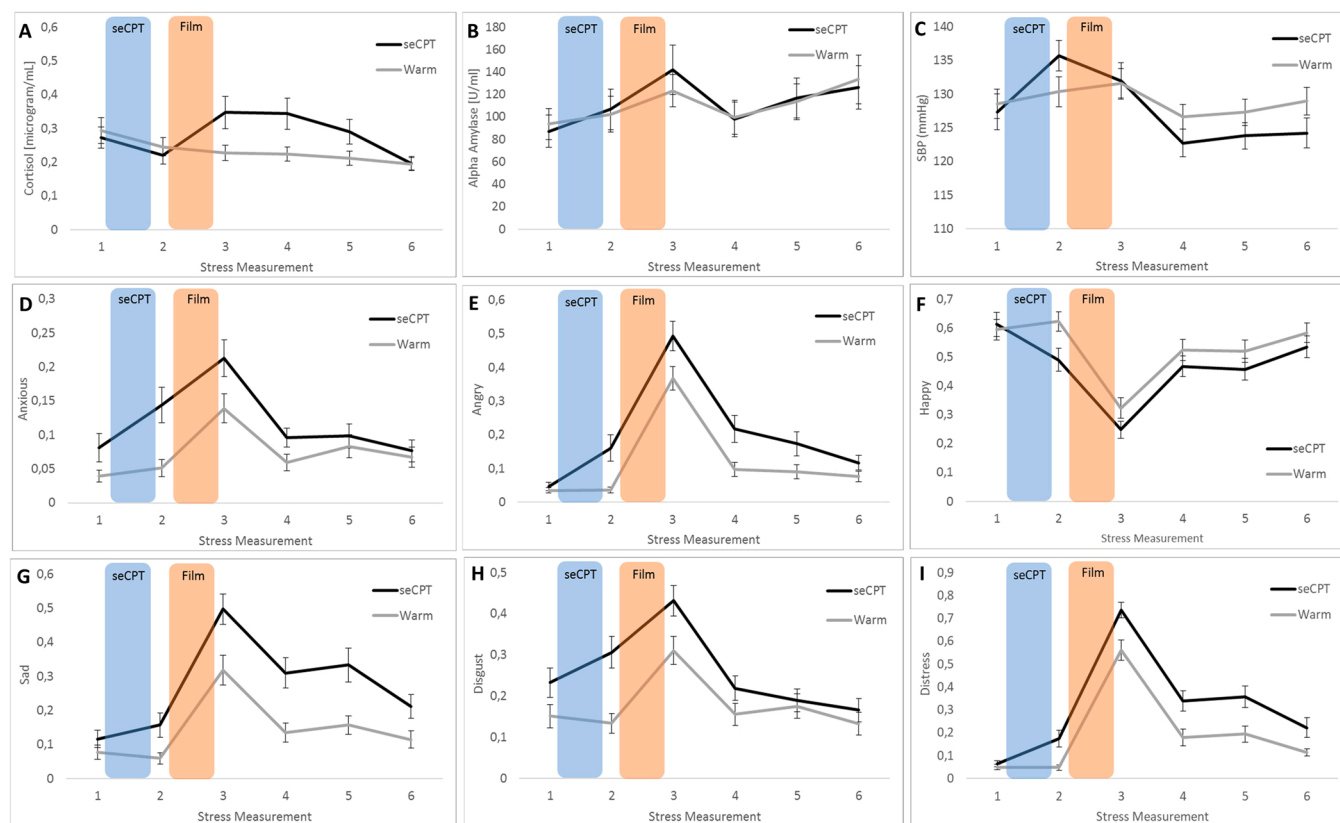 A
seCPT
Film
0,6
0,5
0,4
0,3
0,2
0,1
0
Cortisol [microgram/mL]
seCPT
Warm
1 2 3 4 5 6
Stress Measurement
B
seCPT
Film
180
160
140
120
100
80
60
40
20
0
Alpha Amylase [U/ml]
seCPT
Warm
1 2 3 4 5 6
Stress Measurement
C
seCPT
Film
140
135
130
125
120
115
110
SBP (mmHg)
seCPT
Warm
1 2 3 4 5 6
Stress Measurement
D
seCPT
Film
0,3
0,25
0,2
0,15
0,1
0,05
0
Anxious
seCPT
Warm
1 2 3 4 5 6
Stress Measurement
E
seCPT
Film
0,6
0,5
0,4
0,3
0,2
0,1
0
Angry
seCPT
Warm
1 2 3 4 5 6
Stress Measurement
F
seCPT
Film
0,7
0,6
0,5
0,4
0,3
0,2
0,1
0
Happy
seCPT
Warm
1 2 3 4 5 6
Stress Measurement
G
seCPT
Film
0,6
0,5
0,4
0,3
0,2
0,1
0
Sad
seCPT
Warm
1 2 3 4 5 6
Stress Measurement
H
seCPT
Film
0,5
0,4
0,3
0,2
0,1
0
Disgust
seCPT
Warm
1 2 3 4 5 6
Stress Measurement
I
seCPT
Film
0,9
0,8
0,7
0,6
0,5
0,4
0,3
0,2
0,1
0
Distress
seCPT
Warm
1 2 3 4 5 6
Stress Measurement